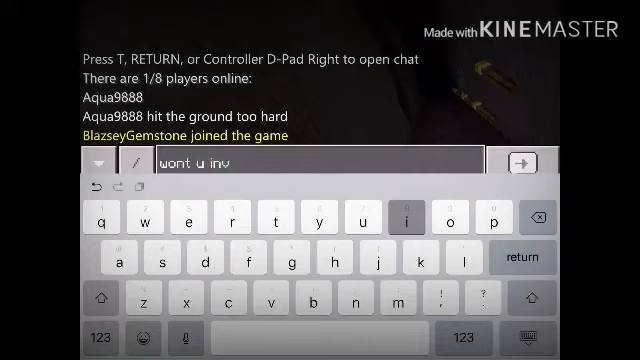 Made with KINEMASTER
Press T, RETURN, or Controller D-Pad Right to open chat
There are 1/8 players online:
Aqua9888
Aqua9888 hit the ground too hard
BlazseyGemstone joined the game
/ wont u inv
q w e r t y u i o p
a s d f g h j k l return
z x c v b n m ! , ? .
123 123